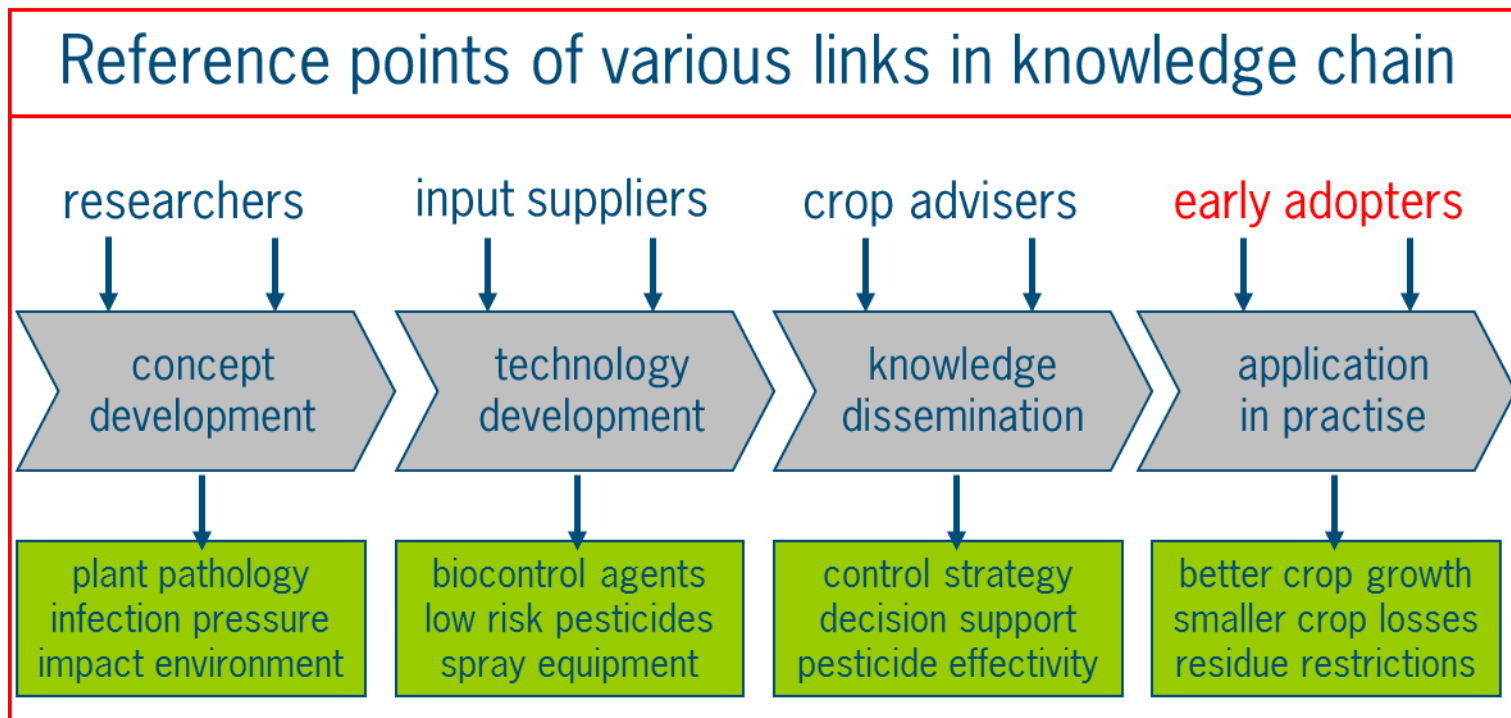 Reference points of various links in knowledge chain
researchers
input suppliers
crop advisers
early adopters
concept
development
technology
development
knowledge
dissemination
application
in practise
plant pathology
infection pressure
impact environment
biocontrol agents
low risk pesticides
spray equipment
control strategy
decision support
pesticide effectivity
better crop growth
smaller crop losses
residue restrictions